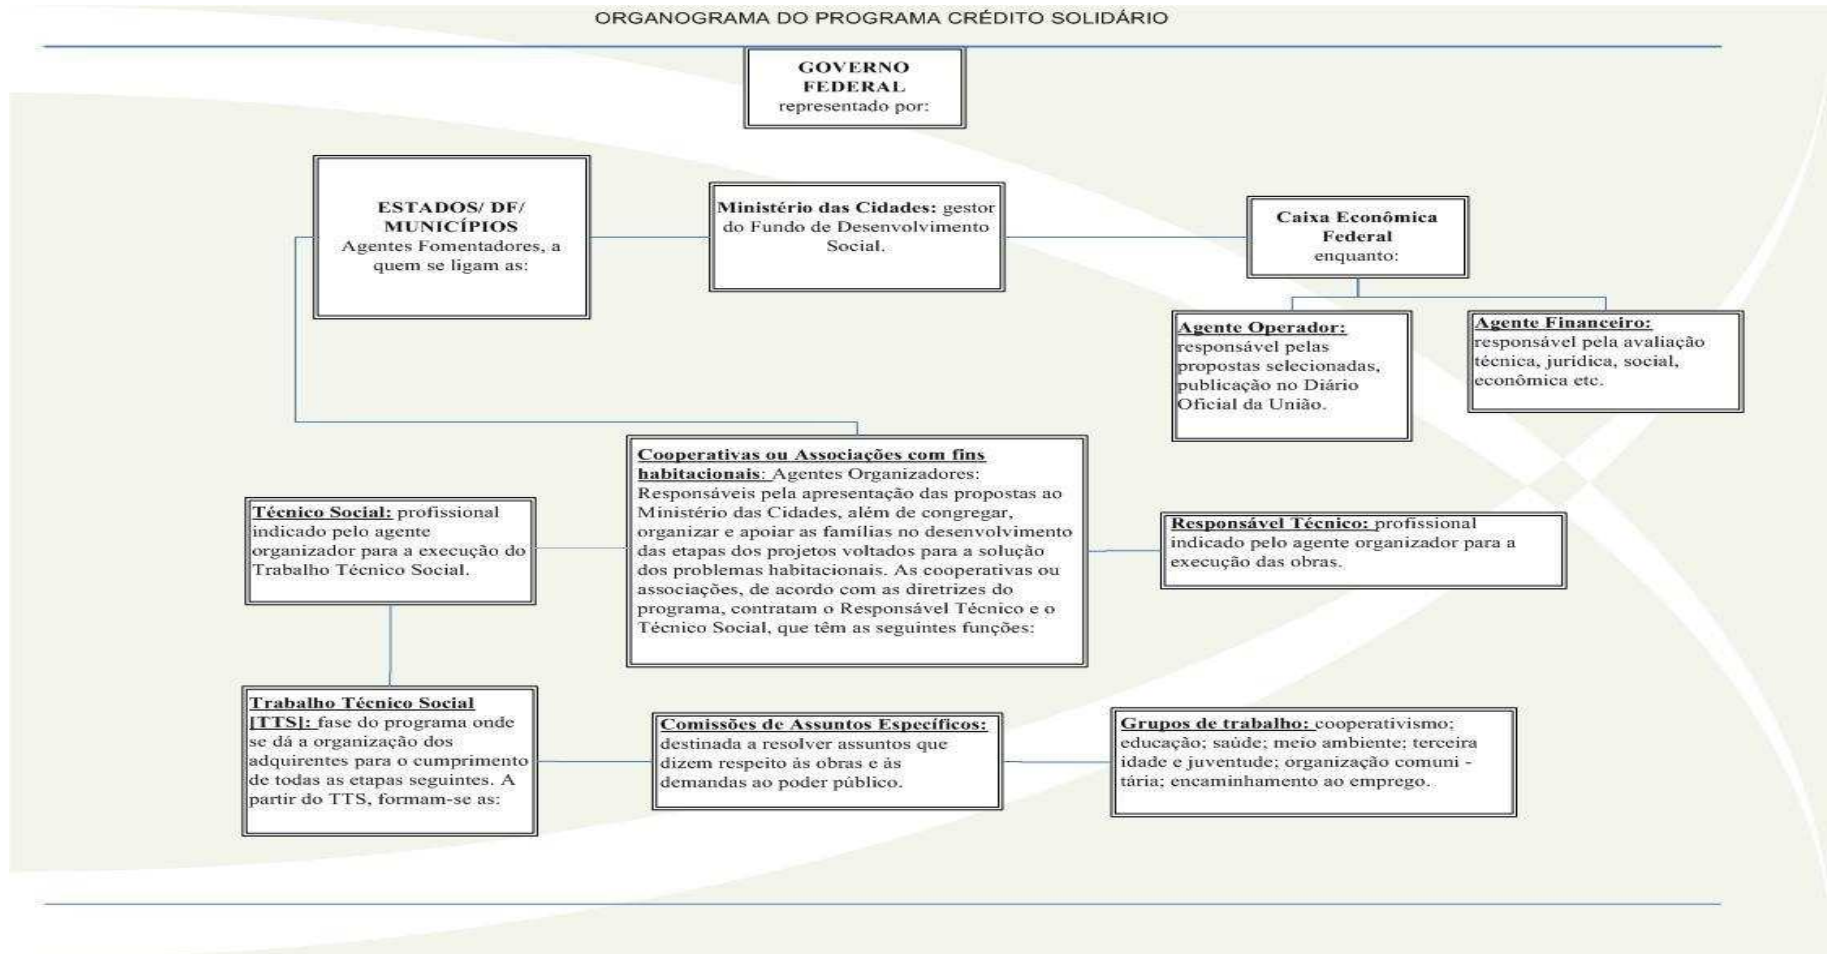 ORGANOGRAMA DO PROGRAMA CRÉDITO SOLIDÁRIO
GOVERNO
FEDERAL
representado por:
ESTADOS/ DF/
MUNICÍPIOS
Agentes Fomentadores, a
quem se ligam as:
Ministério das Cidades: gestor
do Fundo de Desenvolvimento
Social.
Caixa Econômica
Federal
enquanto:
Agente Operador:
responsável pelas
propostas selecionadas,
publicação no Diário
Oficial da União.
Agente Financeiro:
responsável pela avaliação
técnica, jurídica, social,
econômica etc.
Cooperativas ou Associações com fins
habitacionais: Agentes Organizadores:
Responsáveis pela apresentação das propostas ao
Ministério das Cidades, além de congregar,
organizar e apoiar as famílias no desenvolvimento
das etapas dos projetos voltados para a solução
dos problemas habitacionais. As cooperativas ou
associações, de acordo com as diretrizes do
programa, contratam o Responsável Técnico e o
Técnico Social, que têm as seguintes funções:
Técnico Social: profissional
indicado pelo agente
organizador para a execução do
Trabalho Técnico Social.
Responsável Técnico: profissional
indicado pelo agente organizador para a
execução das obras.
Trabalho Técnico Social
[TTS]: fase do programa onde
se dá a organização dos
adquirentes para o cumprimento
de todas as etapas seguintes. A
partir do TTS, formam-se as:
Comissões de Assuntos Específicos:
destinada a resolver assuntos que
dizem respeito às obras e às
demandas ao poder público.
Grupos de trabalho: cooperativismo;
educação; saúde; meio ambiente; terceira
idade e juventude; organização comuni -
tária; encaminhamento ao emprego.